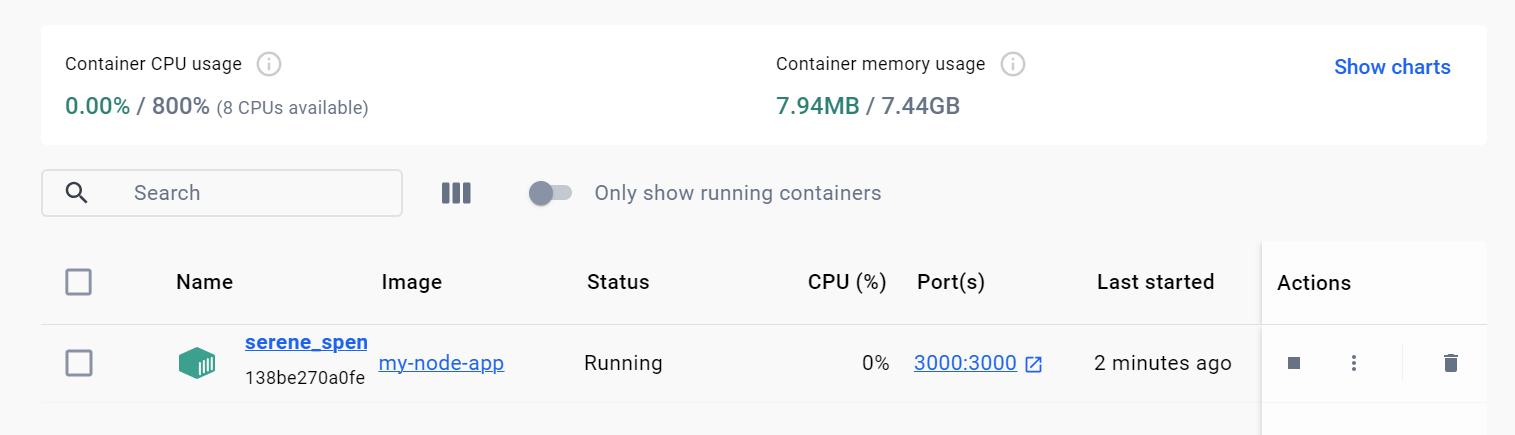 Container CPU usage
0.00% / 800% (8 CPUs available)
Container memory usage
7.94MB / 7.44GB
Show charts
Search
Only show running containers
Name Image Status CPU (%) Port(s) Last started Actions
serene_spen
138be270a0fe
my-node-app Running 0% 3000:3000 2 minutes ago